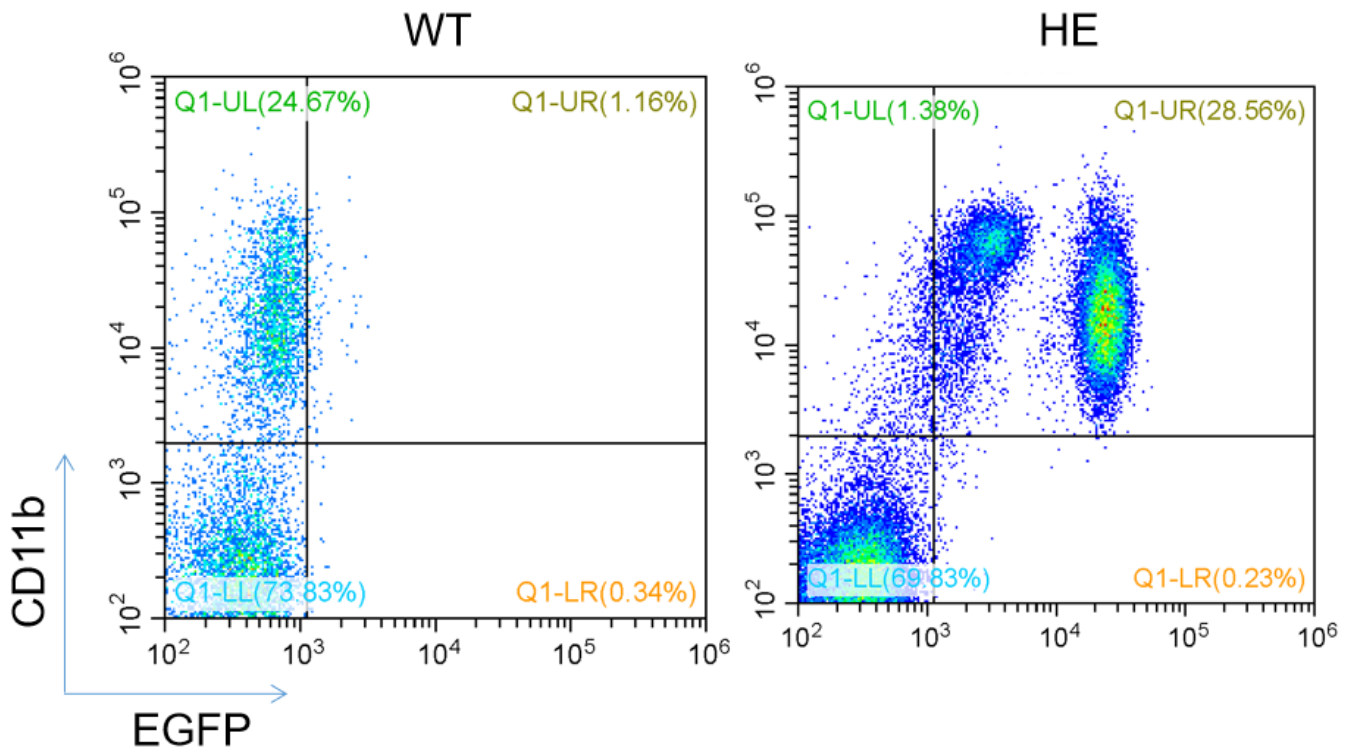 WT
HE
Q1-UL(24.67%)
Q1-UR(1.16%)
Q1-LL(73.83%)
Q1-LR(0.34%)
10^6
10^5
10^4
10^3
10^2
10^2
10^3
10^4
10^5
10^6
Q1-UL(1.38%)
Q1-UR(28.56%)
Q1-LL(69.83%)
Q1-LR(0.23%)
10^6
10^5
10^4
10^3
10^2
10^2
10^3
10^4
10^5
10^6
CD11b
EGFP